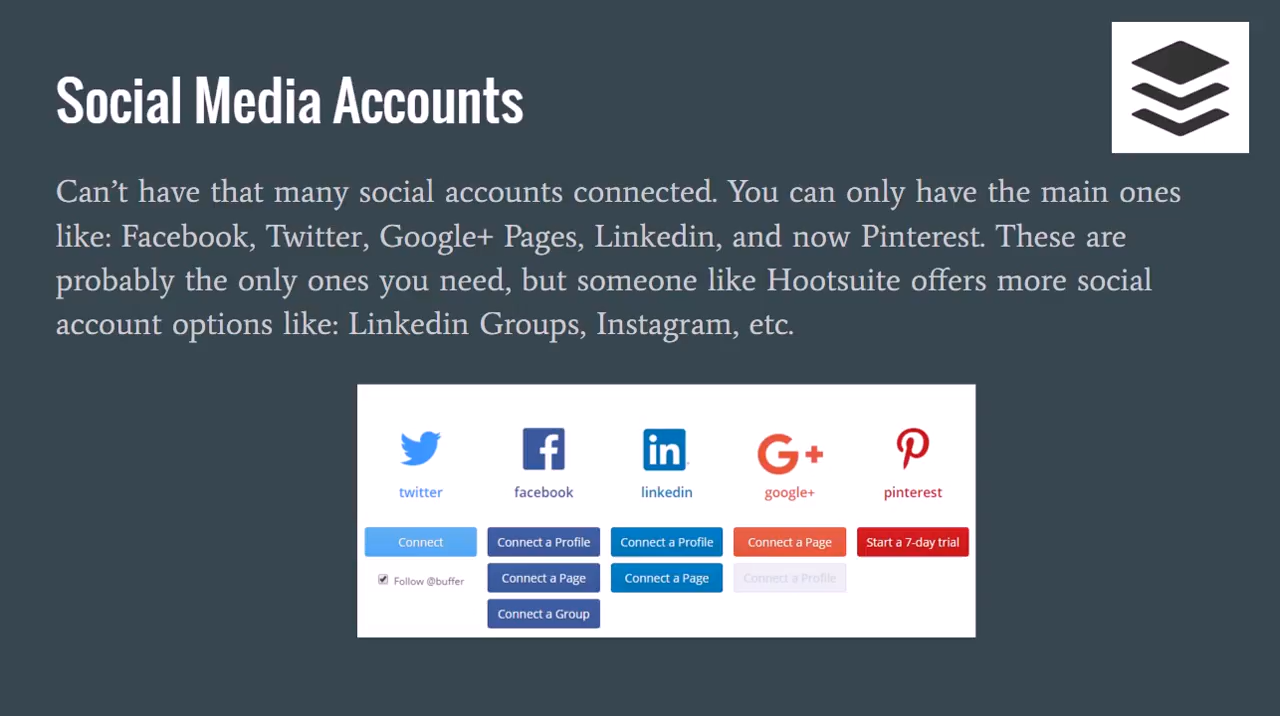 Social Media Accounts
Can’t have that many social accounts connected. You can only have the main ones
like: Facebook, Twitter, Google+ Pages, Linkedin, and now Pinterest. These are
probably the only ones you need, but someone like Hootsuite offers more social
account options like: Linkedin Groups, Instagram, etc.
twitter facebook linkedin google+ pinterest
Connect Connect a Profile Connect a Profile Connect a Page Start a 7-day trial
Follow @buffer Connect a Page Connect a Page Connect a Profile
Connect a Group